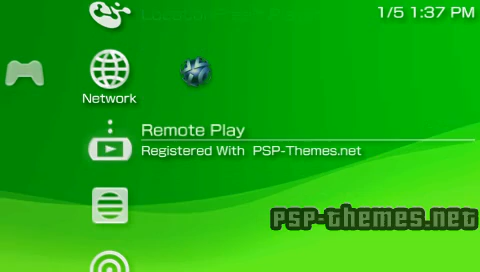 1/5 1:37 PM
Network
Remote Play
Registered With PSP-Themes.net
PSP-themes.net